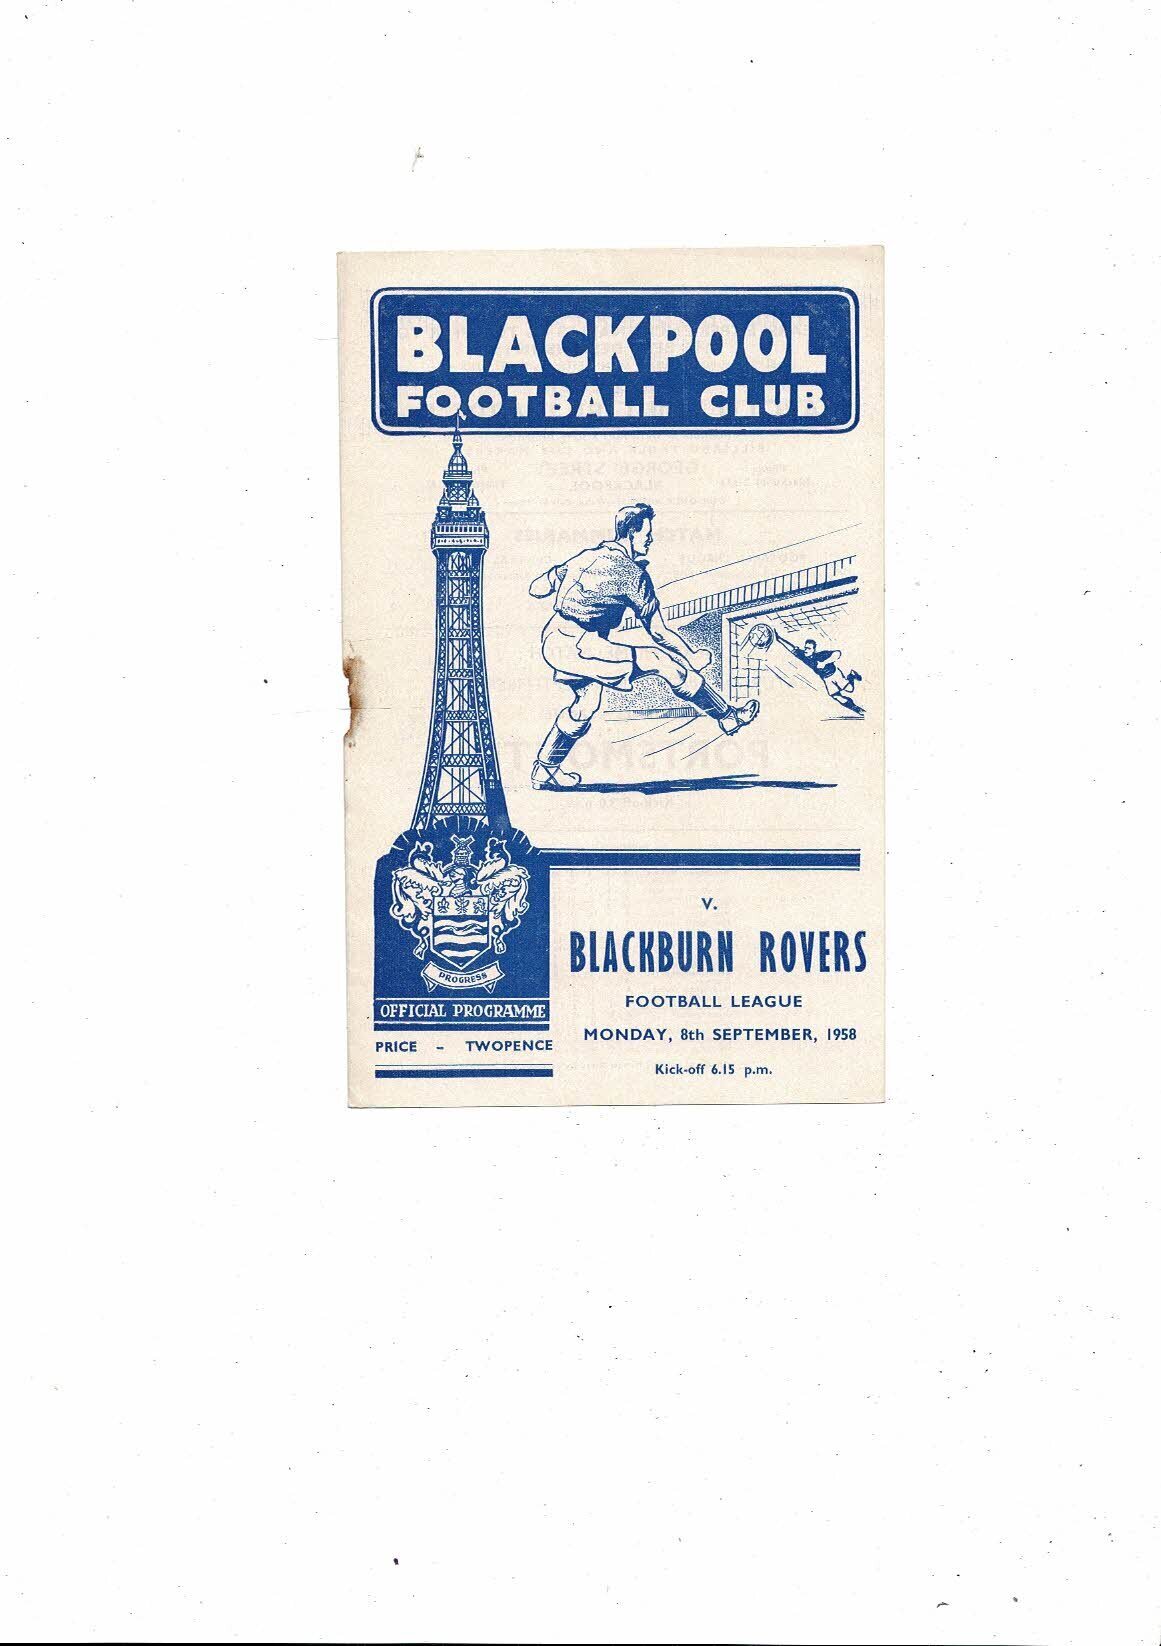 BLACKPOOL
FOOTBALL CLUB
PROGRESS
OFFICIAL PROGRAMME
PRICE - TWOPENCE
V.
BLACKBURN ROVERS
FOOTBALL LEAGUE
MONDAY, 8th SEPTEMBER, 1958
Kick-off 6.15 p.m.